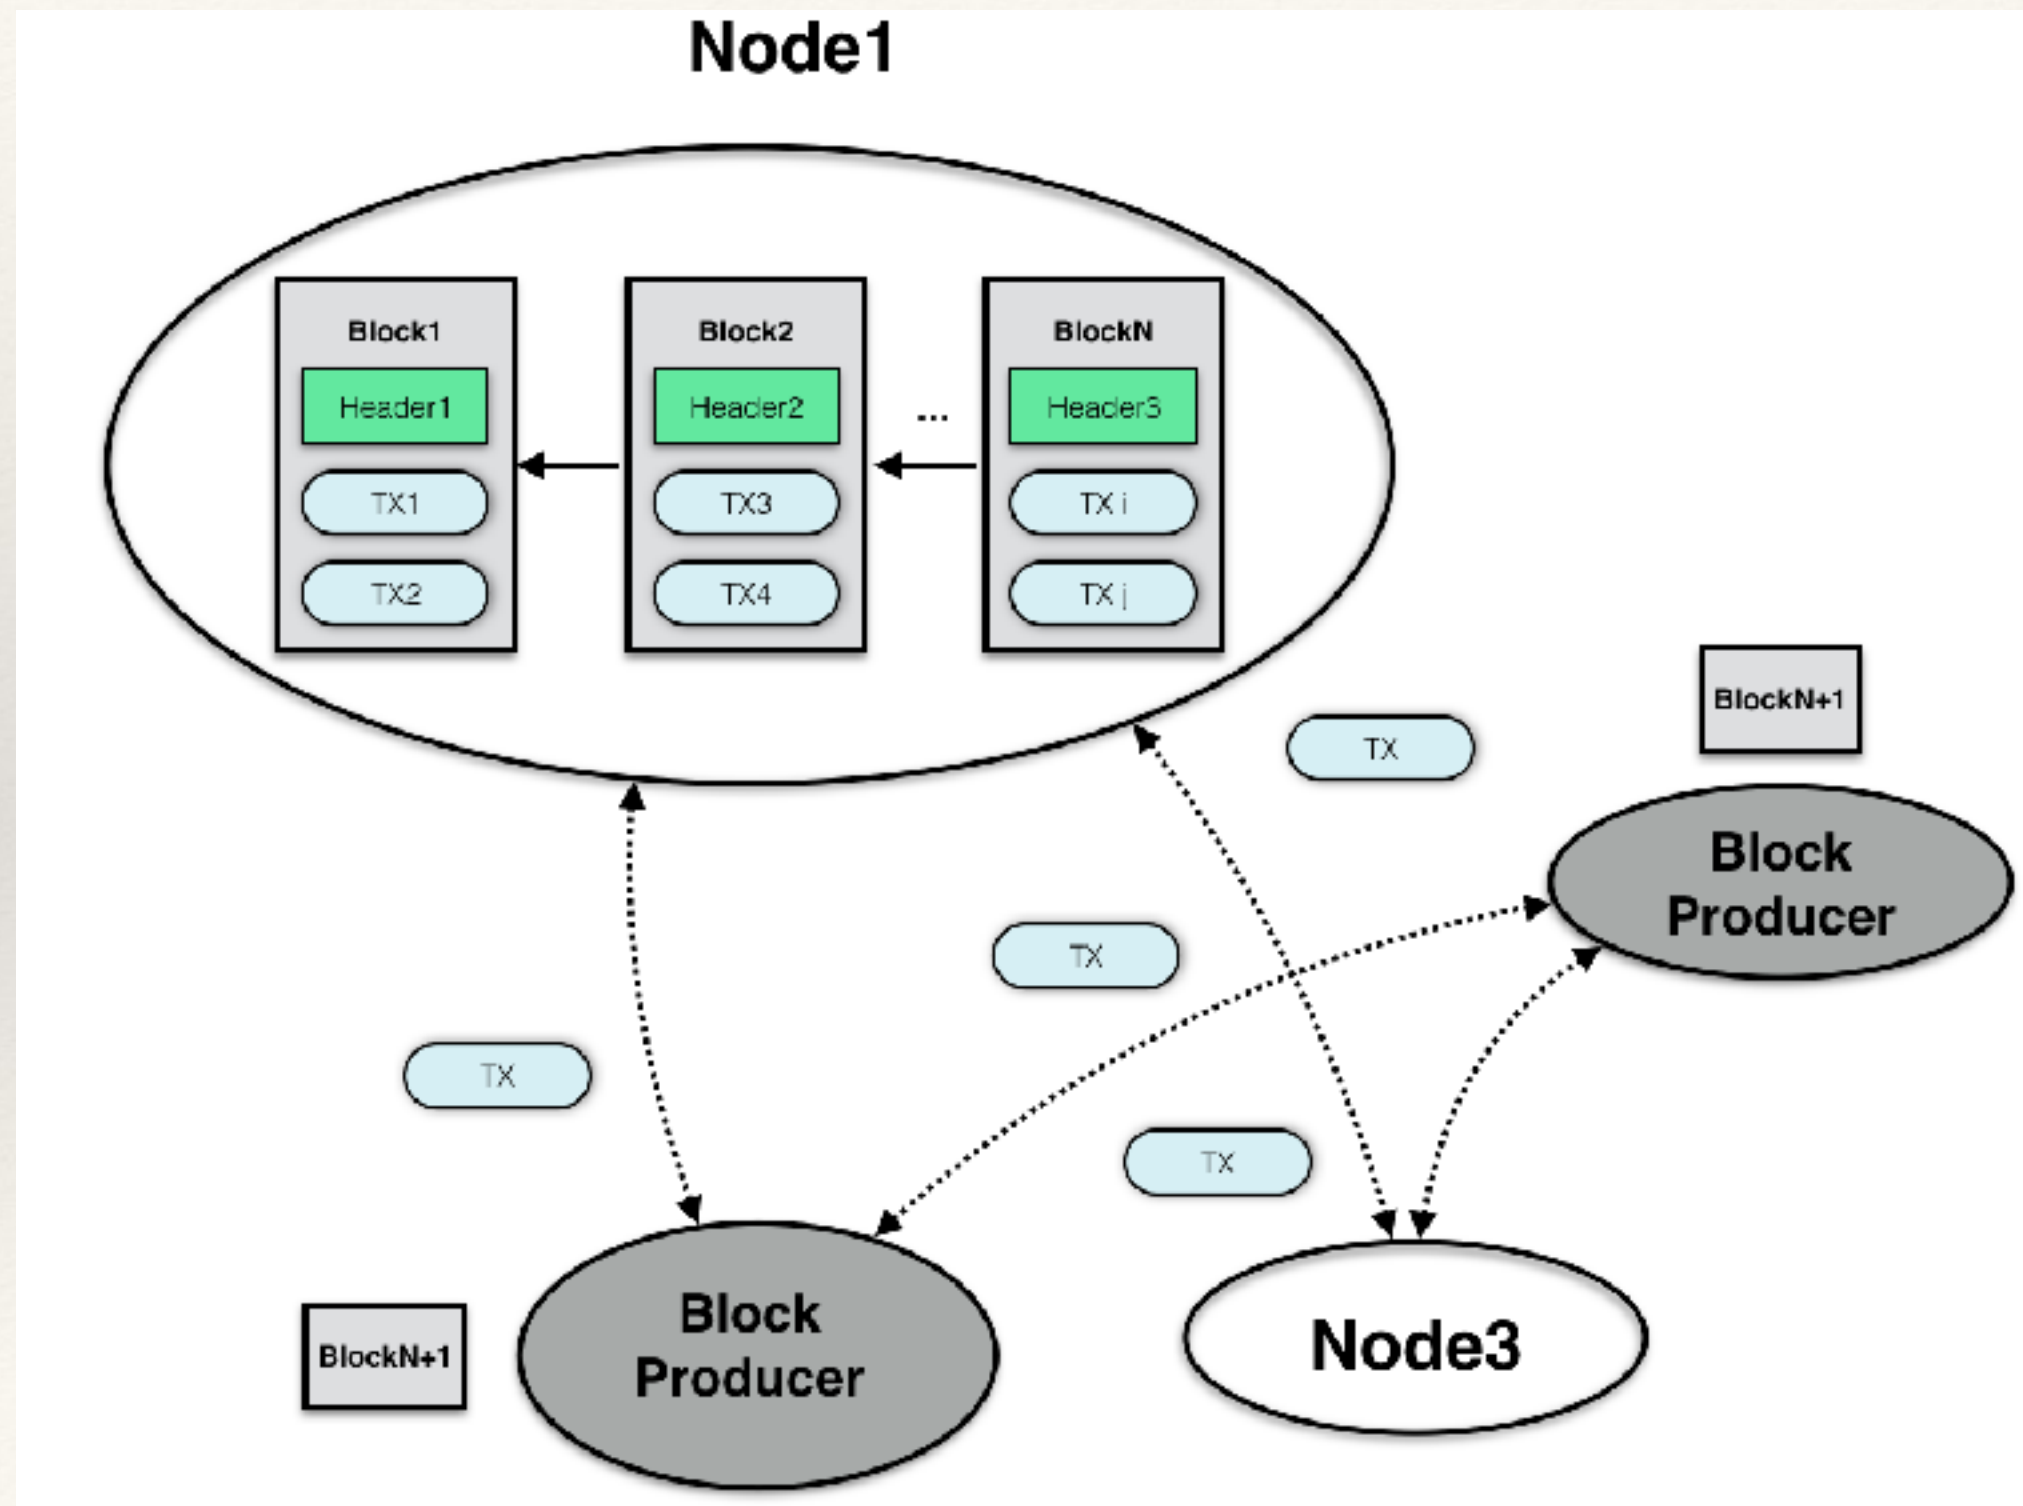 Node1
Block1
Header1
TX1
TX2
Block2
Header2
TX3
TX4
...
BlockN
Header3
TX i
TX j
TX
BlockN+1
Block
Producer
TX
TX
TX
BlockN+1
Block
Producer
Node3